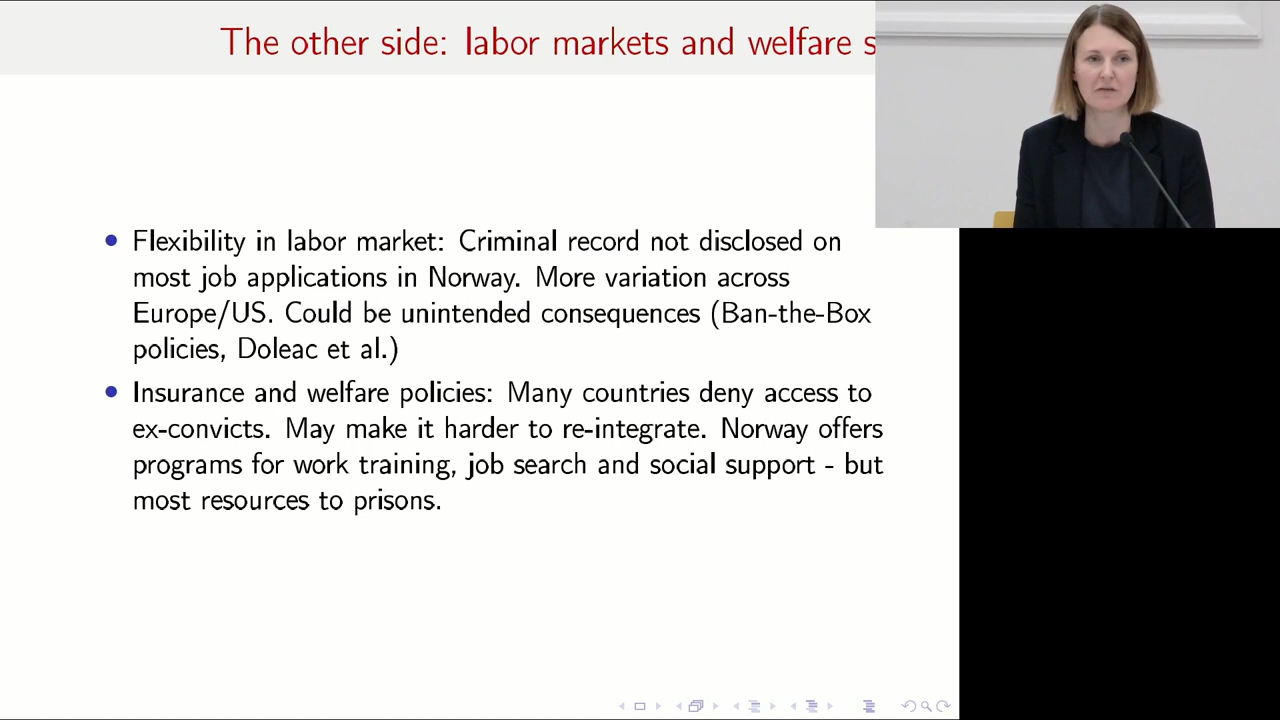 The other side: labor markets and welfare s
Flexibility in labor market: Criminal record not disclosed on
most job applications in Norway. More variation across
Europe/US. Could be unintended consequences (Ban-the-Box
policies, Doleac et al.)
Insurance and welfare policies: Many countries deny access to
ex-convicts. May make it harder to re-integrate. Norway offers
programs for work training, job search and social support - but
most resources to prisons.